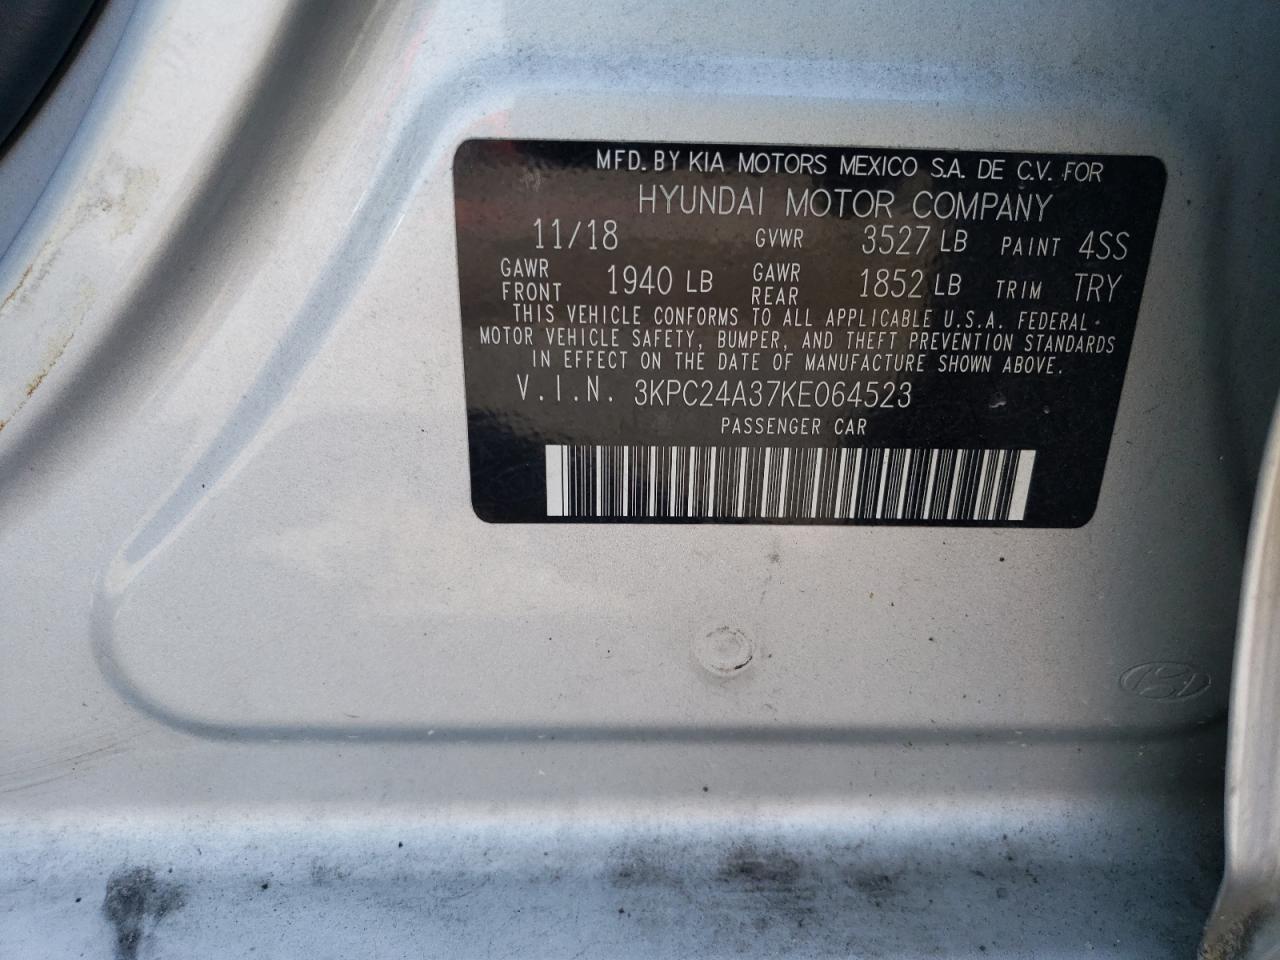 MFD. BY KIA MOTORS MEXICO S.A. DE C.V. FOR
HYUNDAI MOTOR COMPANY
11/18 GVWR 3527 LB PAINT 4SS
GAWR FRONT 1940 LB GAWR REAR 1852 LB TRIM TRY
THIS VEHICLE CONFORMS TO ALL APPLICABLE U.S.A. FEDERAL
MOTOR VEHICLE SAFETY, BUMPER, AND THEFT PREVENTION STANDARDS
IN EFFECT ON THE DATE OF MANUFACTURE SHOWN ABOVE.
V.I.N. 3KPC24A37KE064523
PASSENGER CAR